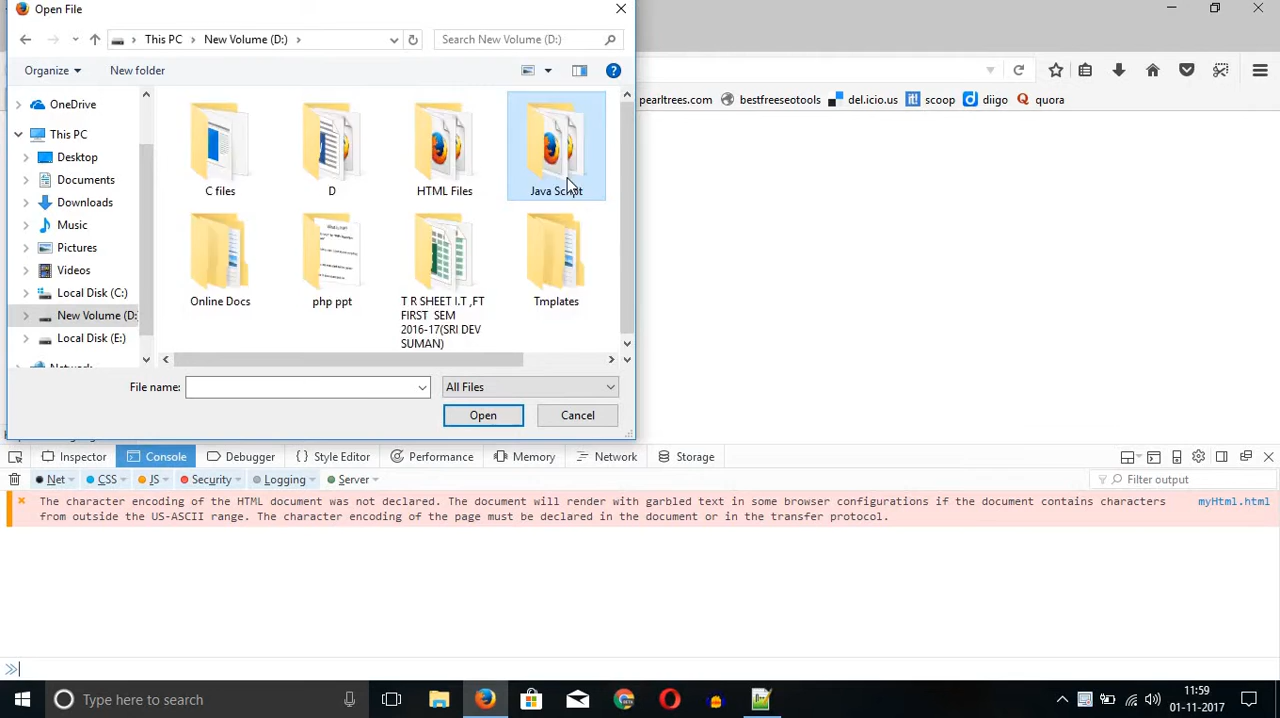 Open File
This PC
New Volume (D:)
Search New Volume (D:)
Organize
New folder
pearltrees.com
bestfreeseotools
del.icio.us
it!
scoop
diigo
quora
OneDrive
This PC
Desktop
Documents
Downloads
Music
Pictures
Videos
Local Disk (C:)
New Volume (D:
Local Disk (E:)
C files
D
HTML Files
Java Script
Online Docs
php ppt
T R SHEET I.T ,FT
FIRST SEM
2016-17(SRI DEV
SUMAN)
Tmplates
File name:
All Files
Open
Cancel
Inspector
Console
Debugger
Style Editor
Performance
Memory
Network
Storage
Net
CSS
JS
Security
Logging
Server
Filter output
The character encoding of the HTML document was not declared. The document will render with garbled text in some browser configurations if the document contains characters
myHtml.html
from outside the US-ASCII range. The character encoding of the page must be declared in the document or in the transfer protocol.
Type here to search
11:59
01-11-2017